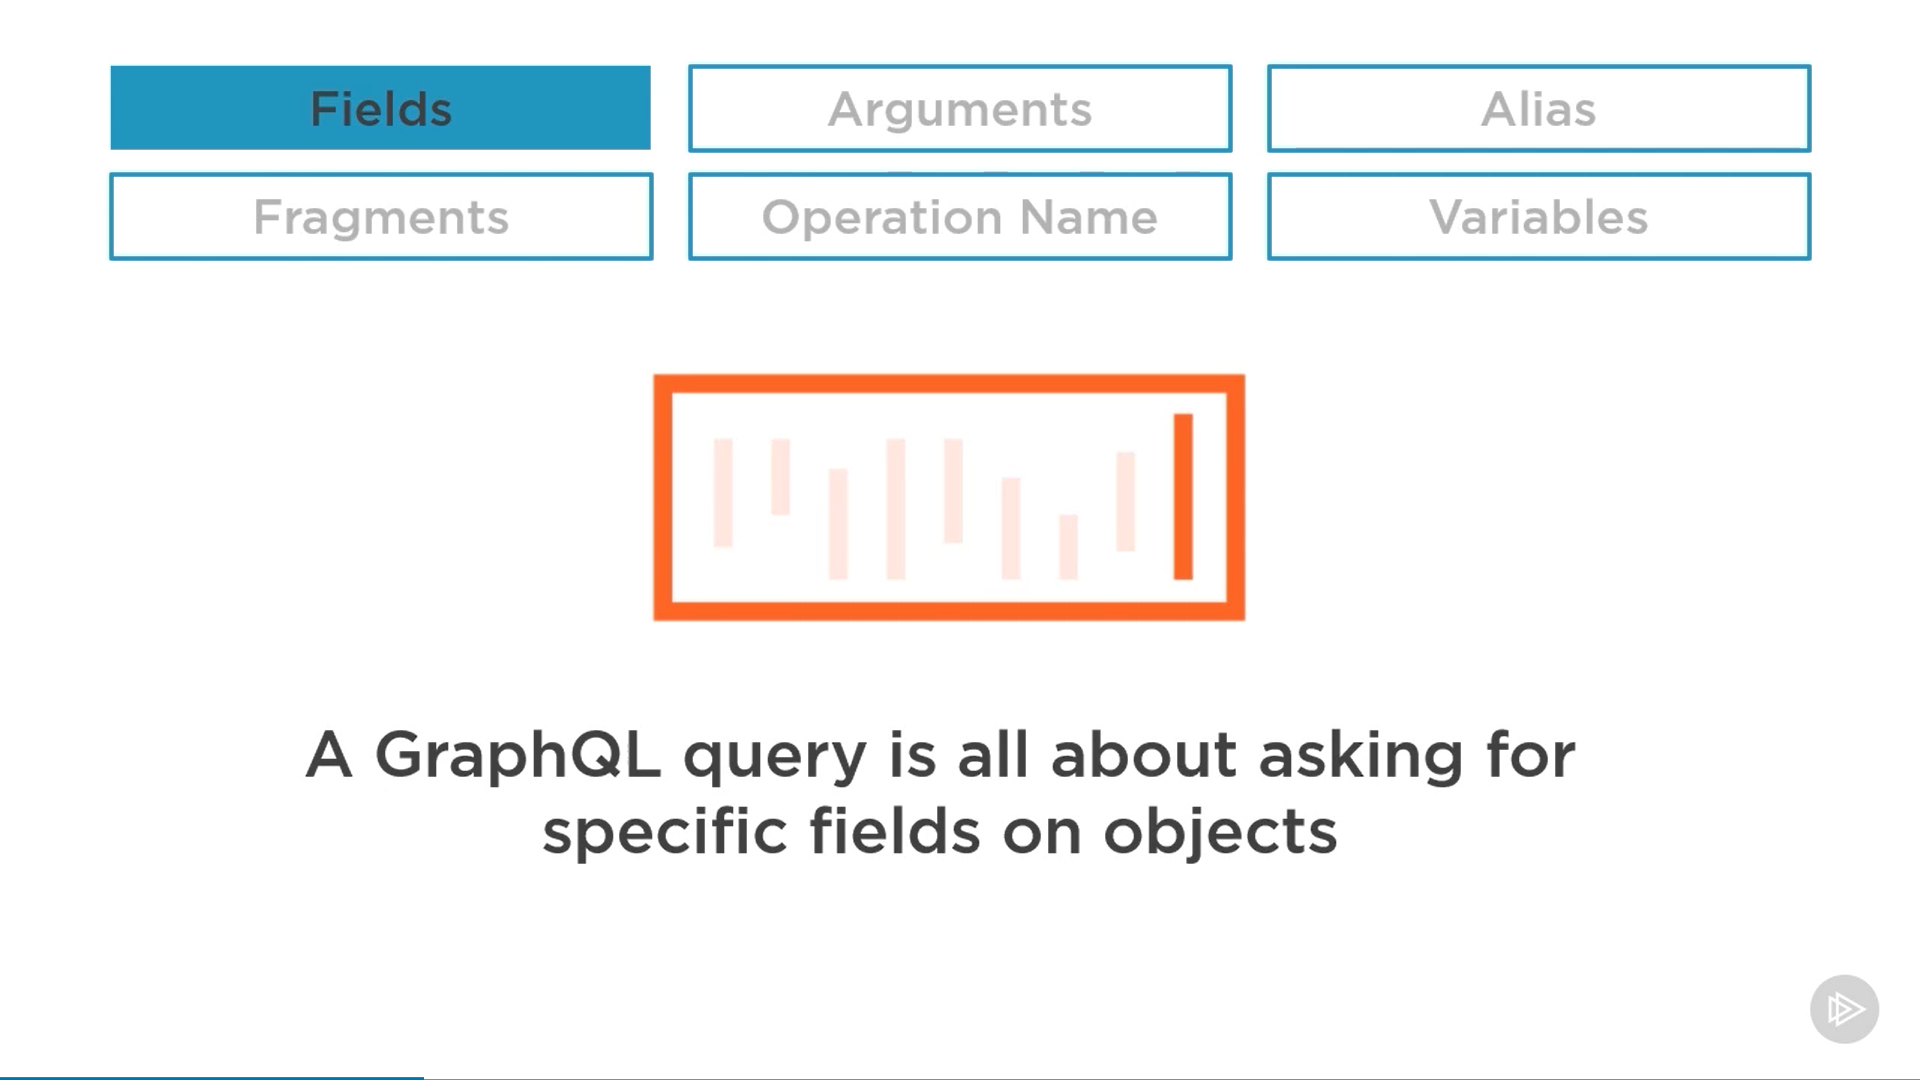 Fields
Arguments
Alias
Fragments
Operation Name
Variables
A GraphQL query is all about asking for
specific fields on objects